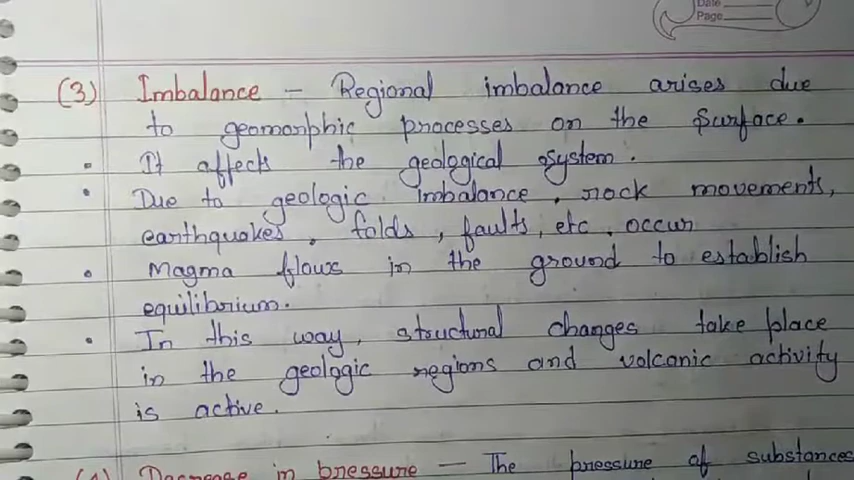 Date
Page
(3) Imbalance - Regional imbalance arises due
to geomorphic processes on the surface.
• It affects the geological system.
• Due to geologic imbalance, rock movements,
earthquakes, folds, faults, etc. occur
• Magma flows in the ground to establish
equilibrium.
• In this way, structural changes take place
in the geologic regions and volcanic activity
is active.
(4) Decrease in pressure - The pressure of substances